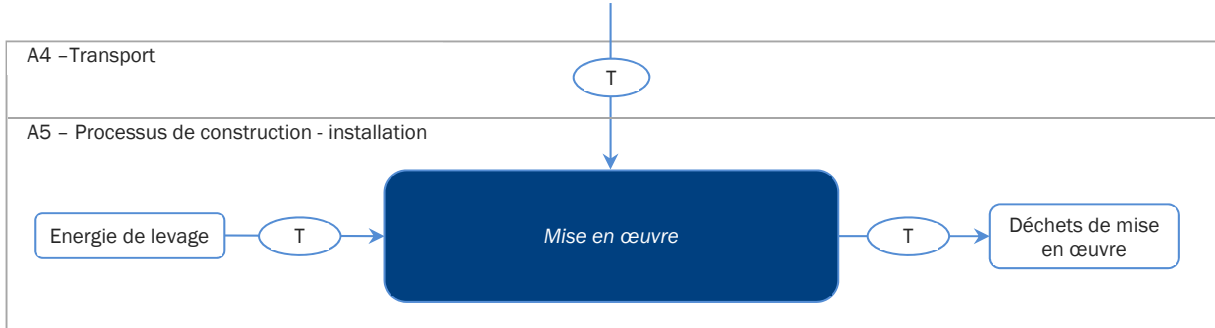 A4 –Transport
T
A5 – Processus de construction - installation
Energie de levage
T
Mise en œuvre
T
Déchets de mise
en œuvre